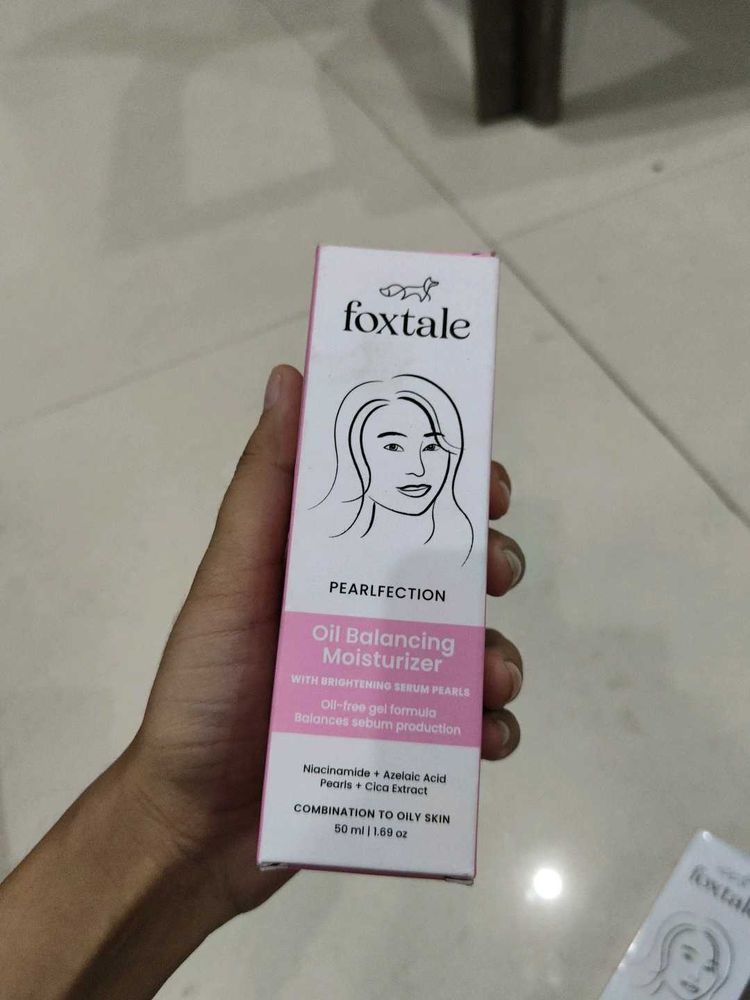 foxtale
PEARLFECTION
Oil Balancing
Moisturizer
WITH BRIGHTENING SERUM PEARLS
Oil-free gel formula
Balances sebum production
Niacinamide + Azelaic Acid
Pearls + Cica Extract
COMBINATION TO OILY SKIN
50 ml | 1.69 oz
foxtal